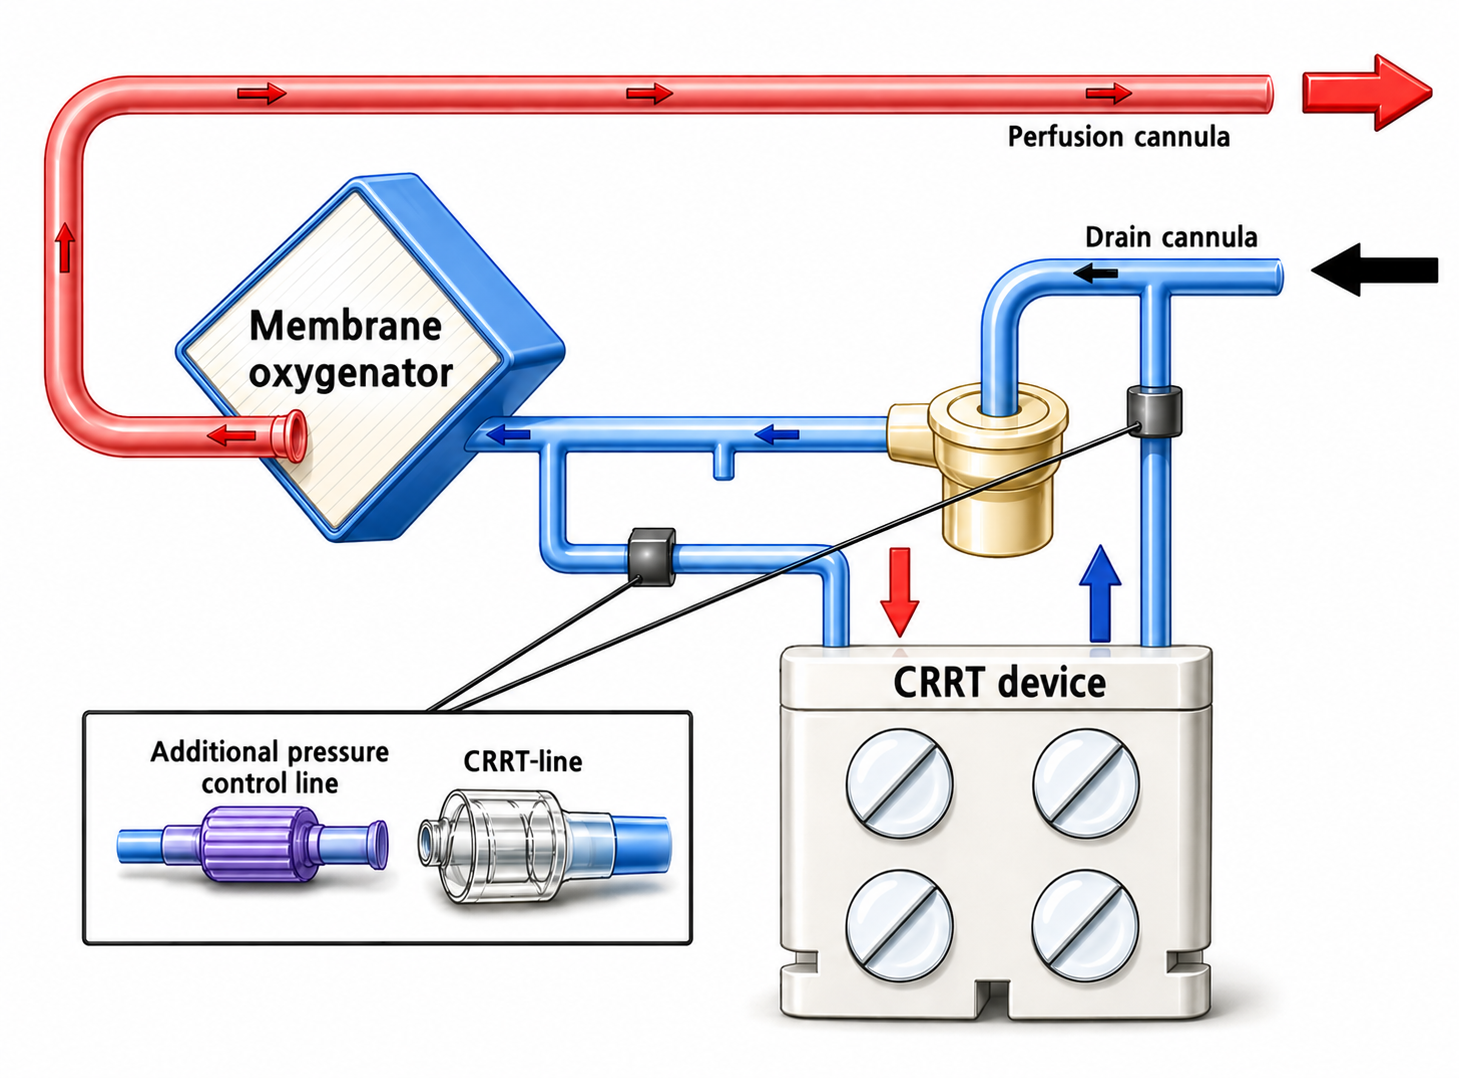 Perfusion cannula
Drain cannula
Membrane
oxygenator
CRRT device
Additional pressure
control line
CRRT-line